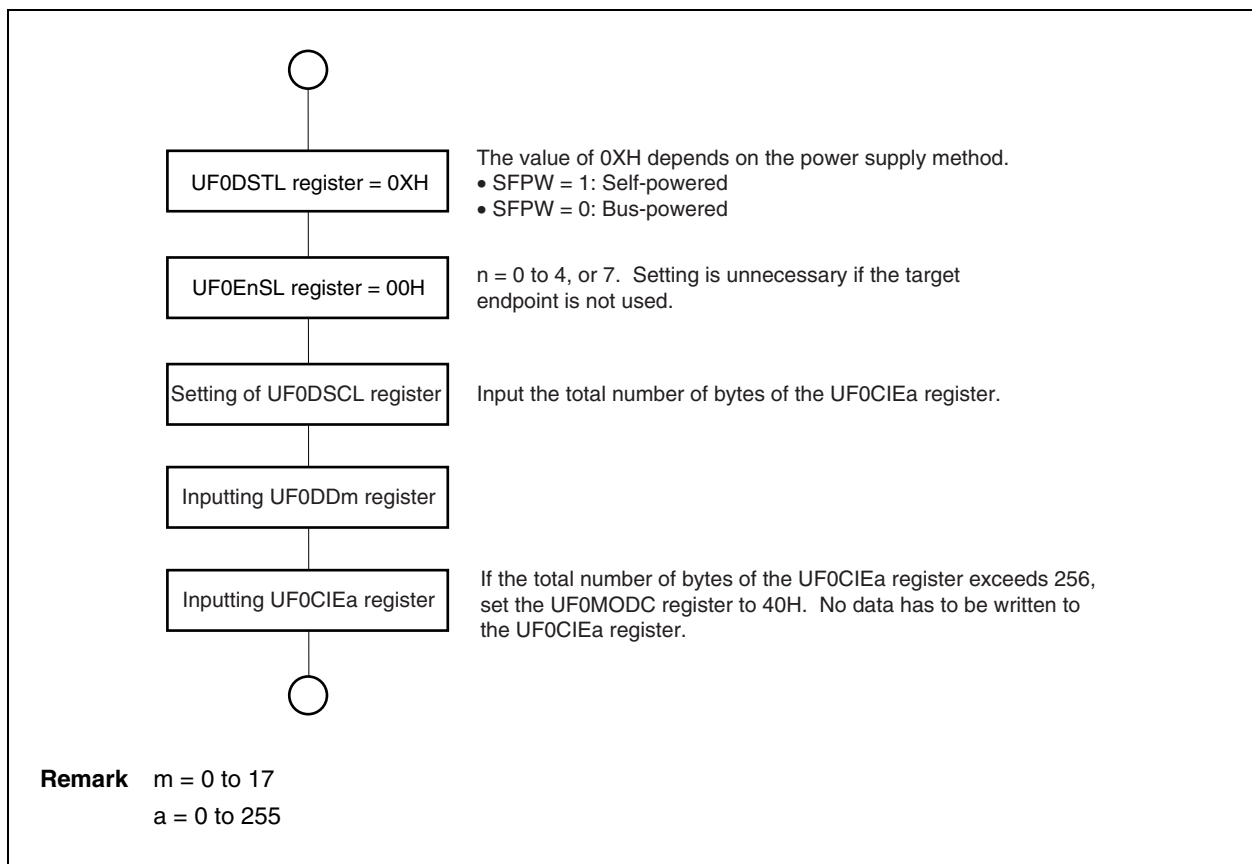 UF0DSTL register = 0XH
The value of 0XH depends on the power supply method.
• SFPW = 1: Self-powered
• SFPW = 0: Bus-powered
UF0EnSL register = 00H
n = 0 to 4, or 7. Setting is unnecessary if the target
endpoint is not used.
Setting of UF0DSCL register
Input the total number of bytes of the UF0CIEa register.
Inputting UF0DDm register
Inputting UF0CIEa register
If the total number of bytes of the UF0CIEa register exceeds 256,
set the UF0MODC register to 40H. No data has to be written to
the UF0CIEa register.
Remark m = 0 to 17
a = 0 to 255